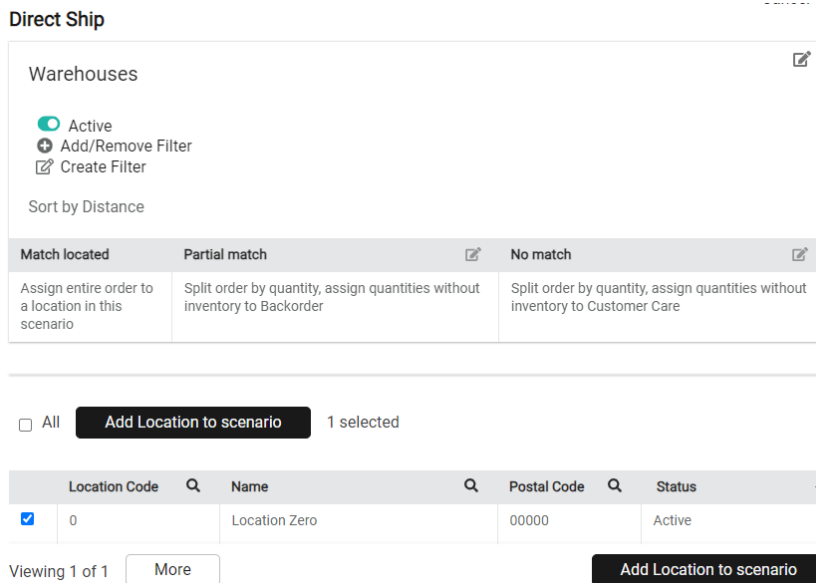 Direct Ship
Warehouses
Active
Add/Remove Filter
Create Filter
Sort by Distance
Match located Partial match No match
Assign entire order to
a location in this
scenario
Split order by quantity, assign quantities without
inventory to Backorder
Split order by quantity, assign quantities without
inventory to Customer Care
All Add Location to scenario 1 selected
Location Code Name Postal Code Status
0 Location Zero 00000 Active
Viewing 1 of 1 More Add Location to scenario